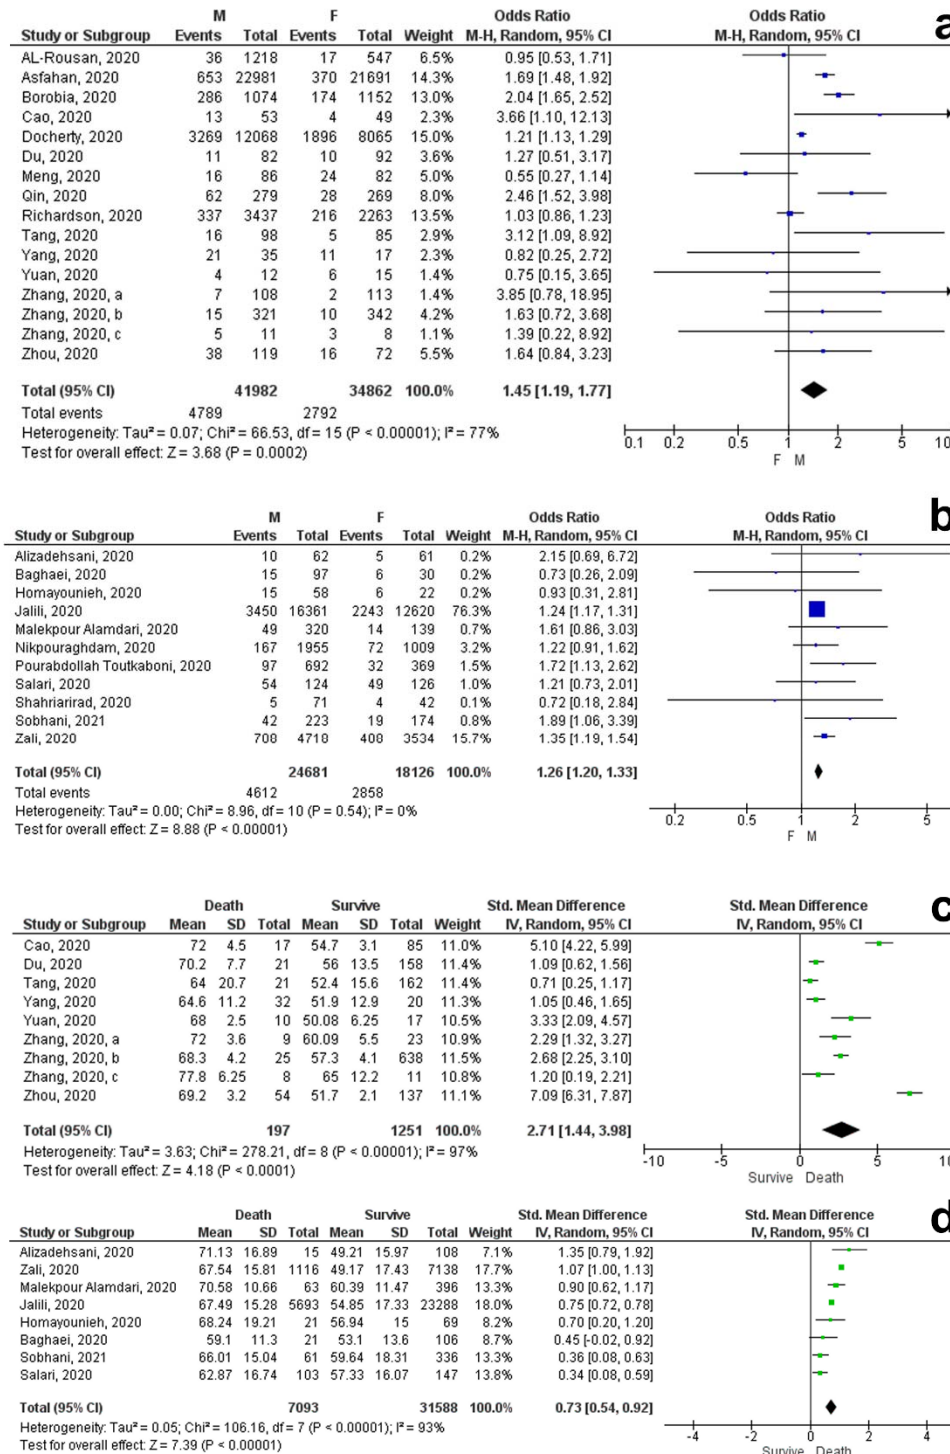 a
M F Odds Ratio Odds Ratio
Study or Subgroup Events Total Events Total Weight M-H, Random, 95% CI M-H, Random, 95% CI
AL-Rousan, 2020 36 1218 17 547 6.5% 0.95 [0.53, 1.71]
Asfahan, 2020 653 22981 370 21691 14.3% 1.69 [1.48, 1.92]
Borobia, 2020 286 1074 174 1152 13.0% 2.04 [1.65, 2.52]
Cao, 2020 13 53 4 49 2.3% 3.66 [1.10, 12.13]
Docherty, 2020 3269 12068 1896 8065 15.0% 1.21 [1.13, 1.29]
Du, 2020 11 82 10 92 3.6% 1.27 [0.51, 3.17]
Meng, 2020 16 86 24 82 5.0% 0.55 [0.27, 1.14]
Qin, 2020 62 279 28 269 8.0% 2.46 [1.52, 3.98]
Richardson, 2020 337 3437 216 2263 13.5% 1.03 [0.86, 1.23]
Tang, 2020 16 98 5 85 2.9% 3.12 [1.09, 8.92]
Yang, 2020 21 35 11 17 2.7% 0.82 [0.25, 2.72]
Yuan, 2020 4 12 6 15 1.4% 0.75 [0.15, 3.65]
Zhang, 2020, a 7 108 2 113 1.4% 3.85 [0.78, 18.95]
Zhang, 2020, b 15 321 10 342 4.2% 1.63 [0.72, 3.68]
Zhang, 2020, c 5 11 3 8 1.1% 1.39 [0.22, 8.92]
Zhou, 2020 38 119 16 72 5.5% 1.64 [0.84, 3.23]
Total (95% CI) 41982 34862 100.0% 1.45 [1.19, 1.77]
Total events 4789 2792
Heterogeneity: Tau² = 0.07; Chi² = 66.53, df = 15 (P < 0.00001); I² = 77%
Test for overall effect: Z = 3.68 (P = 0.0002)
0.1 0.2 0.5 1 2 5 10
F M
b
M F Odds Ratio Odds Ratio
Study or Subgroup Events Total Events Total Weight M-H, Random, 95% CI M-H, Random, 95% CI
Alizadehsani, 2020 10 62 5 61 0.2% 2.15 [0.69, 6.72]
Baghaei, 2020 15 97 6 30 0.2% 0.73 [0.26, 2.09]
Homayounieh, 2020 15 58 6 22 0.2% 0.93 [0.31, 2.81]
Jalili, 2020 3450 16361 2243 12620 76.3% 1.24 [1.17, 1.31]
Malekpour Alamdari, 2020 49 320 14 139 0.7% 1.61 [0.86, 3.03]
Nikpouraghdam, 2020 167 1955 72 1009 3.2% 1.22 [0.91, 1.62]
Pourabdollah Toutkaboni, 2020 97 692 32 369 1.5% 1.72 [1.13, 2.62]
Salari, 2020 54 124 49 126 1.0% 1.21 [0.73, 2.01]
Shahriarirad, 2020 5 71 4 42 0.1% 0.72 [0.18, 2.84]
Sobhani, 2021 42 223 19 174 0.8% 1.89 [1.06, 3.39]
Zali, 2020 708 4718 408 3534 15.7% 1.35 [1.19, 1.54]
Total (95% CI) 24681 18126 100.0% 1.26 [1.20, 1.33]
Total events 4612 2858
Heterogeneity: Tau² = 0.00; Chi² = 8.96, df = 10 (P = 0.54); I² = 0%
Test for overall effect: Z = 8.88 (P < 0.00001)
0.2 0.5 1 2 5
F M
c
Death Survive Std. Mean Difference Std. Mean Difference
Study or Subgroup Mean SD Total Mean SD Total Weight IV, Random, 95% CI IV, Random, 95% CI
Cao, 2020 72 4.5 17 54.7 3.1 85 11.0% 5.10 [4.22, 5.99]
Du, 2020 70.2 7.7 21 56 13.5 158 11.4% 1.09 [0.62, 1.56]
Tang, 2020 64 20.7 21 52.4 15.6 162 11.4% 0.71 [0.25, 1.17]
Yang, 2020 64.6 11.2 32 51.9 12.9 20 11.3% 1.05 [0.46, 1.65]
Yuan, 2020 68 2.5 10 50.08 6.25 17 10.5% 3.33 [2.09, 4.57]
Zhang, 2020, a 72 3.6 9 60.09 5.5 23 10.9% 2.29 [1.32, 3.27]
Zhang, 2020, b 68.3 4.2 25 57.3 4.1 638 11.5% 2.68 [2.25, 3.10]
Zhang, 2020, c 77.8 6.25 8 65 12.2 11 10.8% 1.20 [0.19, 2.21]
Zhou, 2020 69.2 3.2 54 51.7 2.1 137 11.1% 7.09 [6.31, 7.87]
Total (95% CI) 197 1251 100.0% 2.71 [1.44, 3.98]
Heterogeneity: Tau² = 3.63; Chi² = 278.21, df = 8 (P < 0.00001); I² = 97%
Test for overall effect: Z = 4.18 (P < 0.0001)
-10 -5 0 5 10
Survive Death
d
Death Survive Std. Mean Difference Std. Mean Difference
Study or Subgroup Mean SD Total Mean SD Total Weight IV, Random, 95% CI IV, Random, 95% CI
Alizadehsani, 2020 71.13 16.89 15 49.21 15.97 108 7.1% 1.35 [0.79, 1.92]
Zali, 2020 67.54 15.81 1116 49.17 17.43 7138 17.7% 1.07 [1.00, 1.13]
Malekpour Alamdari, 2020 70.58 10.66 63 60.39 11.47 396 13.3% 0.90 [0.62, 1.17]
Jalili, 2020 67.49 15.28 5693 54.85 17.33 23288 18.0% 0.75 [0.72, 0.78]
Homayounieh, 2020 68.24 19.21 21 56.94 15 69 8.2% 0.70 [0.20, 1.20]
Baghaei, 2020 59.1 11.3 21 53.1 13.6 106 8.7% 0.45 [-0.02, 0.92]
Sobhani, 2021 66.01 15.04 61 59.64 18.31 336 13.3% 0.36 [0.08, 0.63]
Salari, 2020 62.87 16.74 103 57.33 16.07 147 13.8% 0.34 [0.08, 0.59]
Total (95% CI) 7093 31588 100.0% 0.73 [0.54, 0.92]
Heterogeneity: Tau² = 0.05; Chi² = 106.16, df = 7 (P < 0.00001); I² = 93%
Test for overall effect: Z = 7.39 (P < 0.00001)
-4 -2 0 2 4
Survive Death